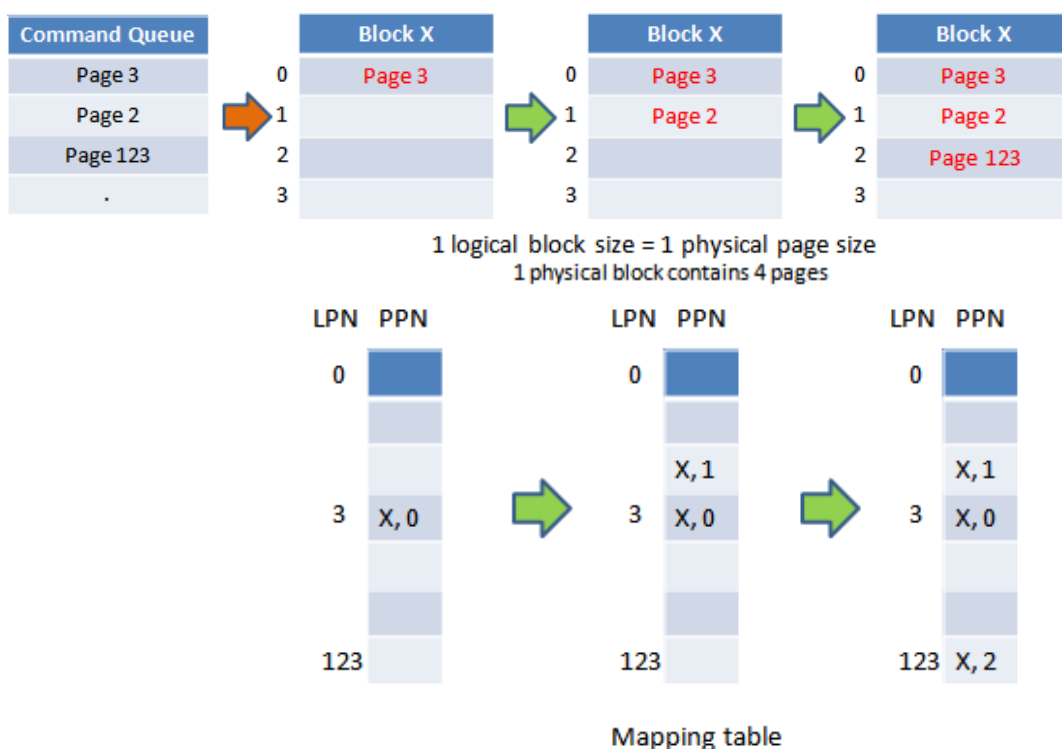 Command Queue
Page 3
Page 2
Page 123
.
Block X
0 Page 3
1
2
3
Block X
0 Page 3
1 Page 2
2
3
Block X
0 Page 3
1 Page 2
2 Page 123
3
1 logical block size = 1 physical page size
1 physical block contains 4 pages
LPN PPN
0
3 X, 0
123
LPN PPN
0
X, 1
3 X, 0
123
LPN PPN
0
X, 1
3 X, 0
123 X, 2
Mapping table